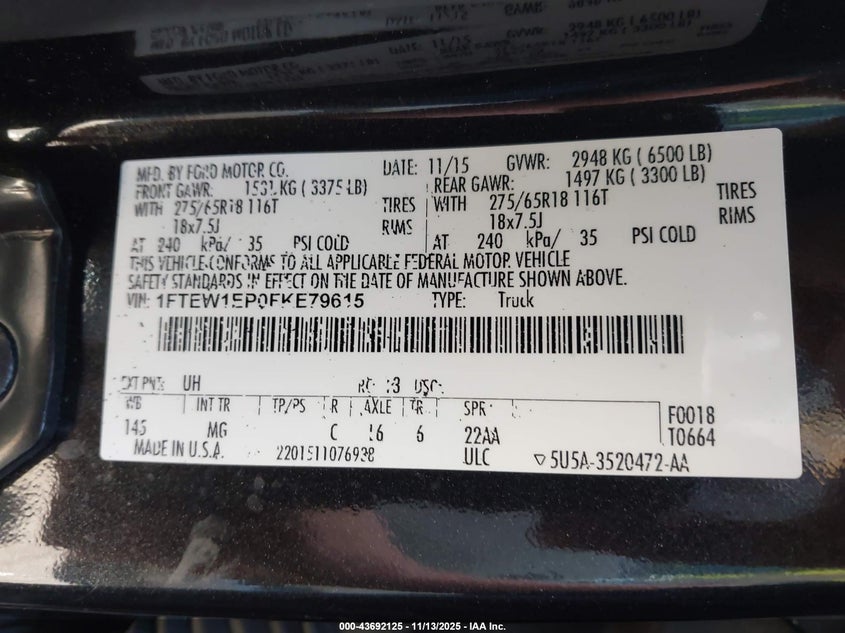 MFD. BY FORD MOTOR CO.
DATE: 11/15 GVWR: 2948 KG ( 6500 LB)
FRONT GAWR: KG ( 3375 LB)
REAR GAWR: 1497 KG ( 3300 LB)
WITH 275/65R18 116T TIRES
WITH 275/65R18 116T TIRES
18x7.5J RIMS
18x7.5J RIMS
AT 240 kPa/ 35 PSI COLD
AT 240 kPa/ 35 PSI COLD
THIS VEHICLE CONFORMS TO ALL APPLICABLE FEDERAL MOTOR VEHICLE
SAFETY STANDARDS IN EFFECT ON THE DATE OF MANUFACTURE SHOWN ABOVE.
VIN: 1FTEW1EP0FKE79615 TYPE: Truck
EXT PNT: UH
WB INT TR TP/PS R AXLE TR SPR
145 MG C 6 22AA
F0018
T0664
MADE IN U.S.A. ULC 5U5A-3520472-AA
000-43692125 - 11/13/2025 - IAA Inc.